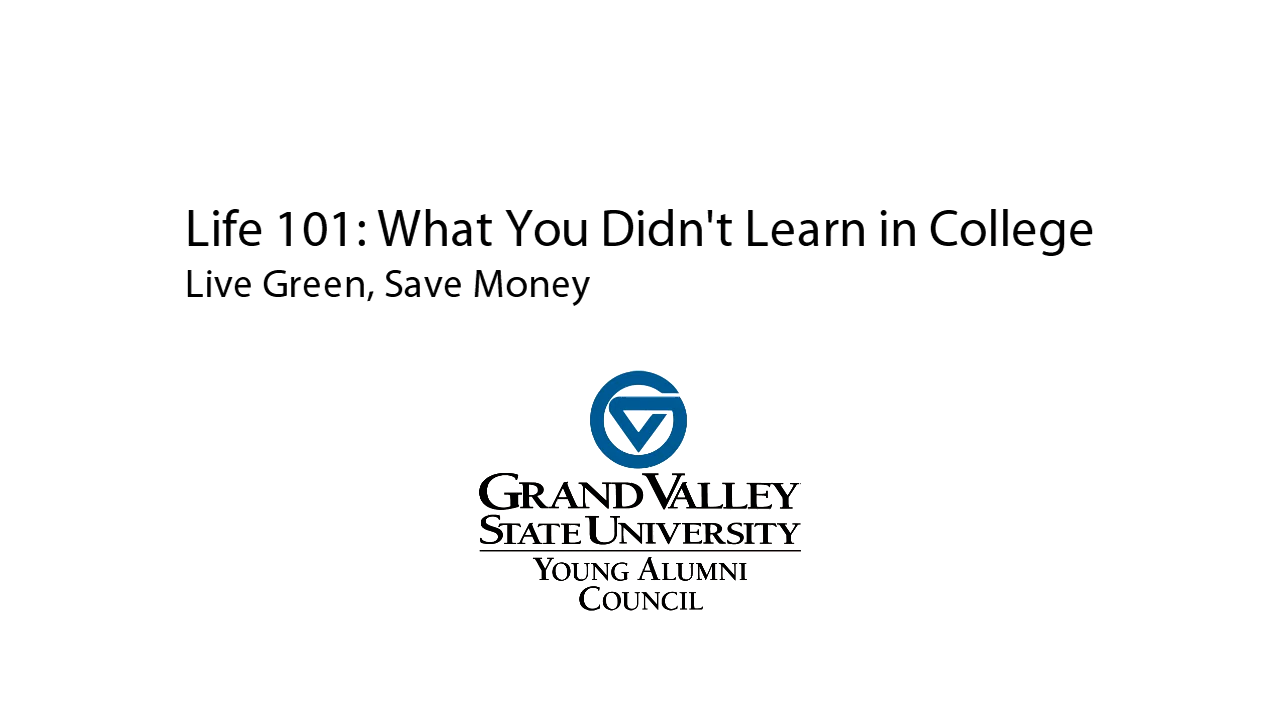 Life 101: What You Didn't Learn in College
Live Green, Save Money
GRAND VALLEY
STATE UNIVERSITY
YOUNG ALUMNI
COUNCIL